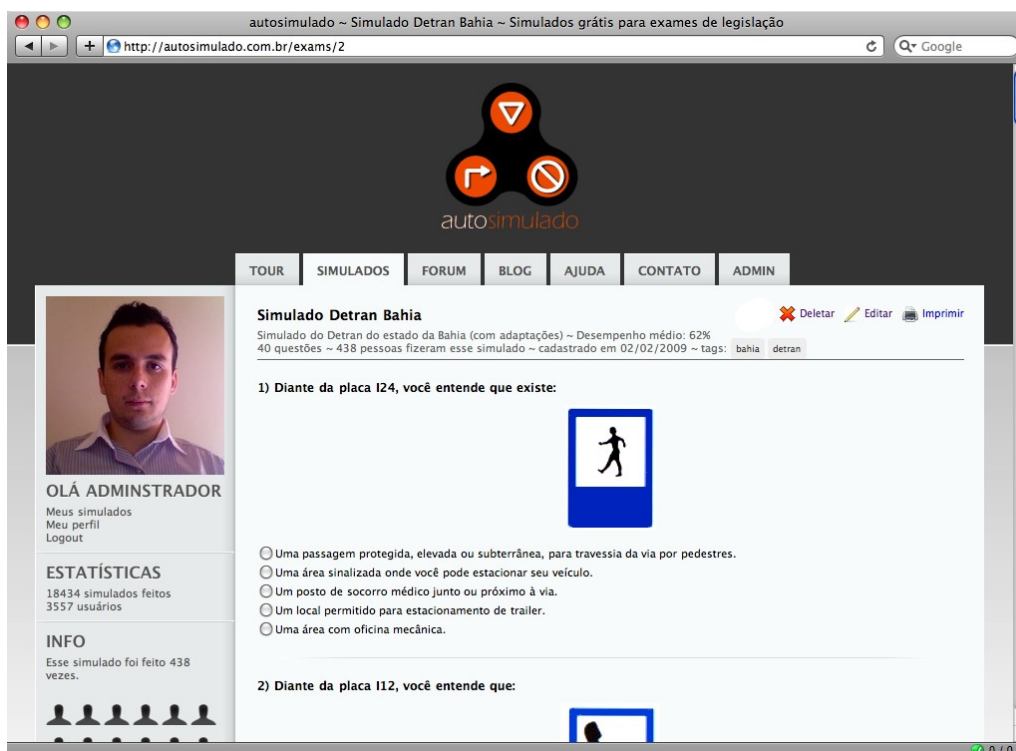 autosimulado ~ Simulado Detran Bahia ~ Simulados grátis para exames de legislação
http://autosimulado.com.br/exams/2
Google
autosimulado
TOUR
SIMULADOS
FORUM
BLOG
AJUDA
CONTATO
ADMIN
OLÁ ADMINSTRADOR
Meus simulados
Meu perfil
Logout
ESTATÍSTICAS
18434 simulados feitos
3557 usuários
INFO
Esse simulado foi feito 438
vezes.
Simulado Detran Bahia
Deletar
Editar
Imprimir
Simulado do Detran do estado da Bahia (com adaptações) ~ Desempenho médio: 62%
40 questões ~ 438 pessoas fizeram esse simulado ~ cadastrado em 02/02/2009 ~ tags: bahia detran
1) Diante da placa I24, você entende que existe:
Uma passagem protegida, elevada ou subterrânea, para travessia da via por pedestres.
Uma área sinalizada onde você pode estacionar seu veículo.
Um posto de socorro médico junto ou próximo à via.
Um local permitido para estacionamento de trailer.
Uma área com oficina mecânica.
2) Diante da placa I12, você entende que: